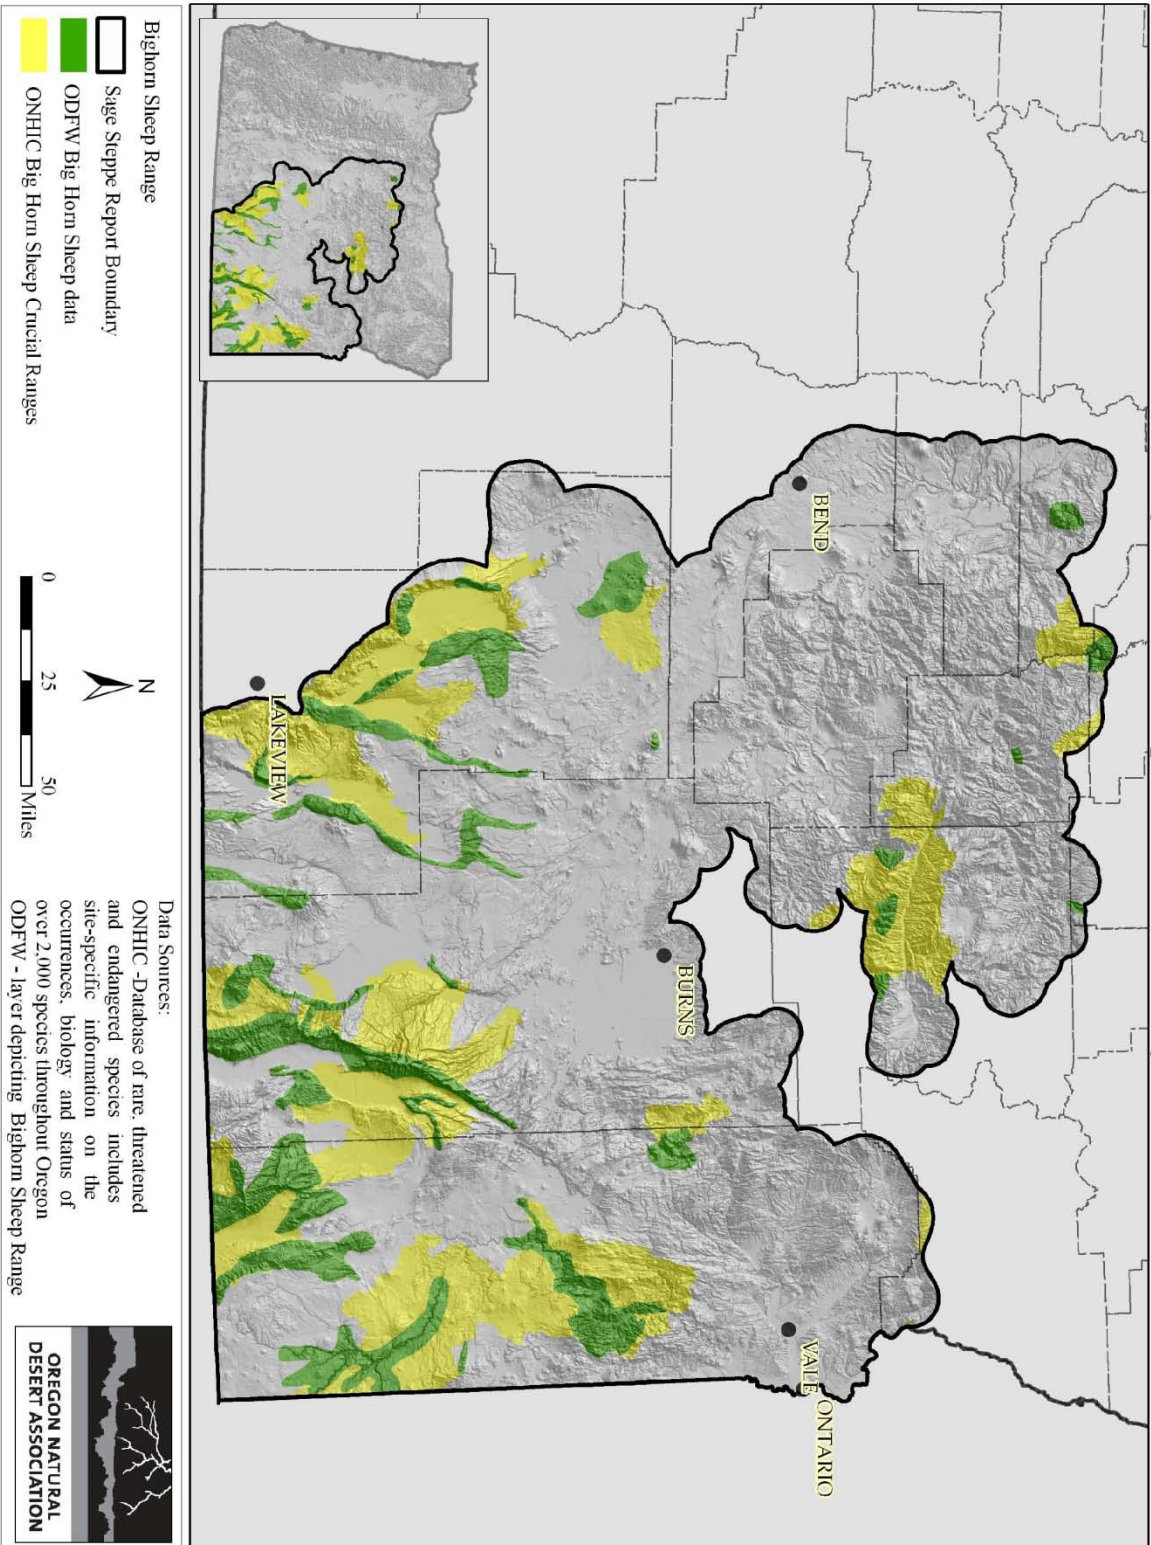 BEND
BURNS
VALE
ONTARIO
LAKEVIEW
Bighorn Sheep Range
Sage Steppe Report Boundary
ODFW Big Horn Sheep data
ONHIC Big Horn Sheep Crucial Ranges
N
0
25
50
Miles
Data Sources:
ONHIC -Database of rare, threatened
and endangered species includes
site-specific information on the
occurrences, biology and status of
over 2,000 species throughout Oregon
ODFW - layer depicting Bighorn Sheep Range
OREGON NATURAL
DESERT ASSOCIATION